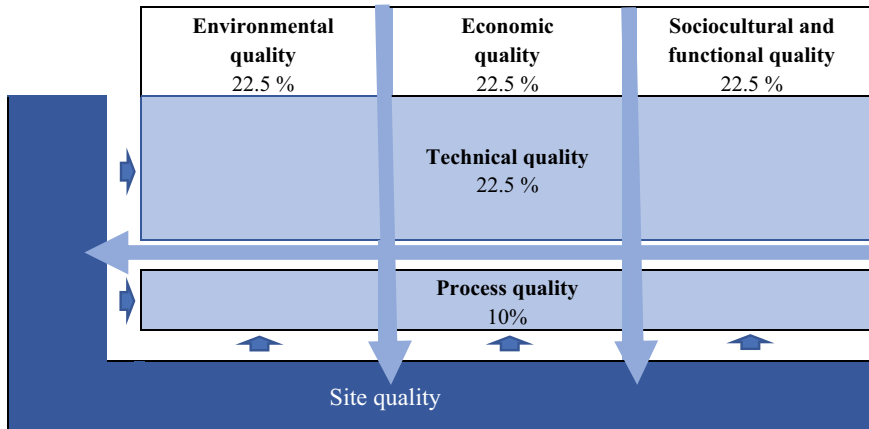 Environmental
quality
22.5 %
Economic
quality
22.5 %
Sociocultural and
functional quality
22.5 %
Technical quality
22.5 %
Process quality
10%
Site quality